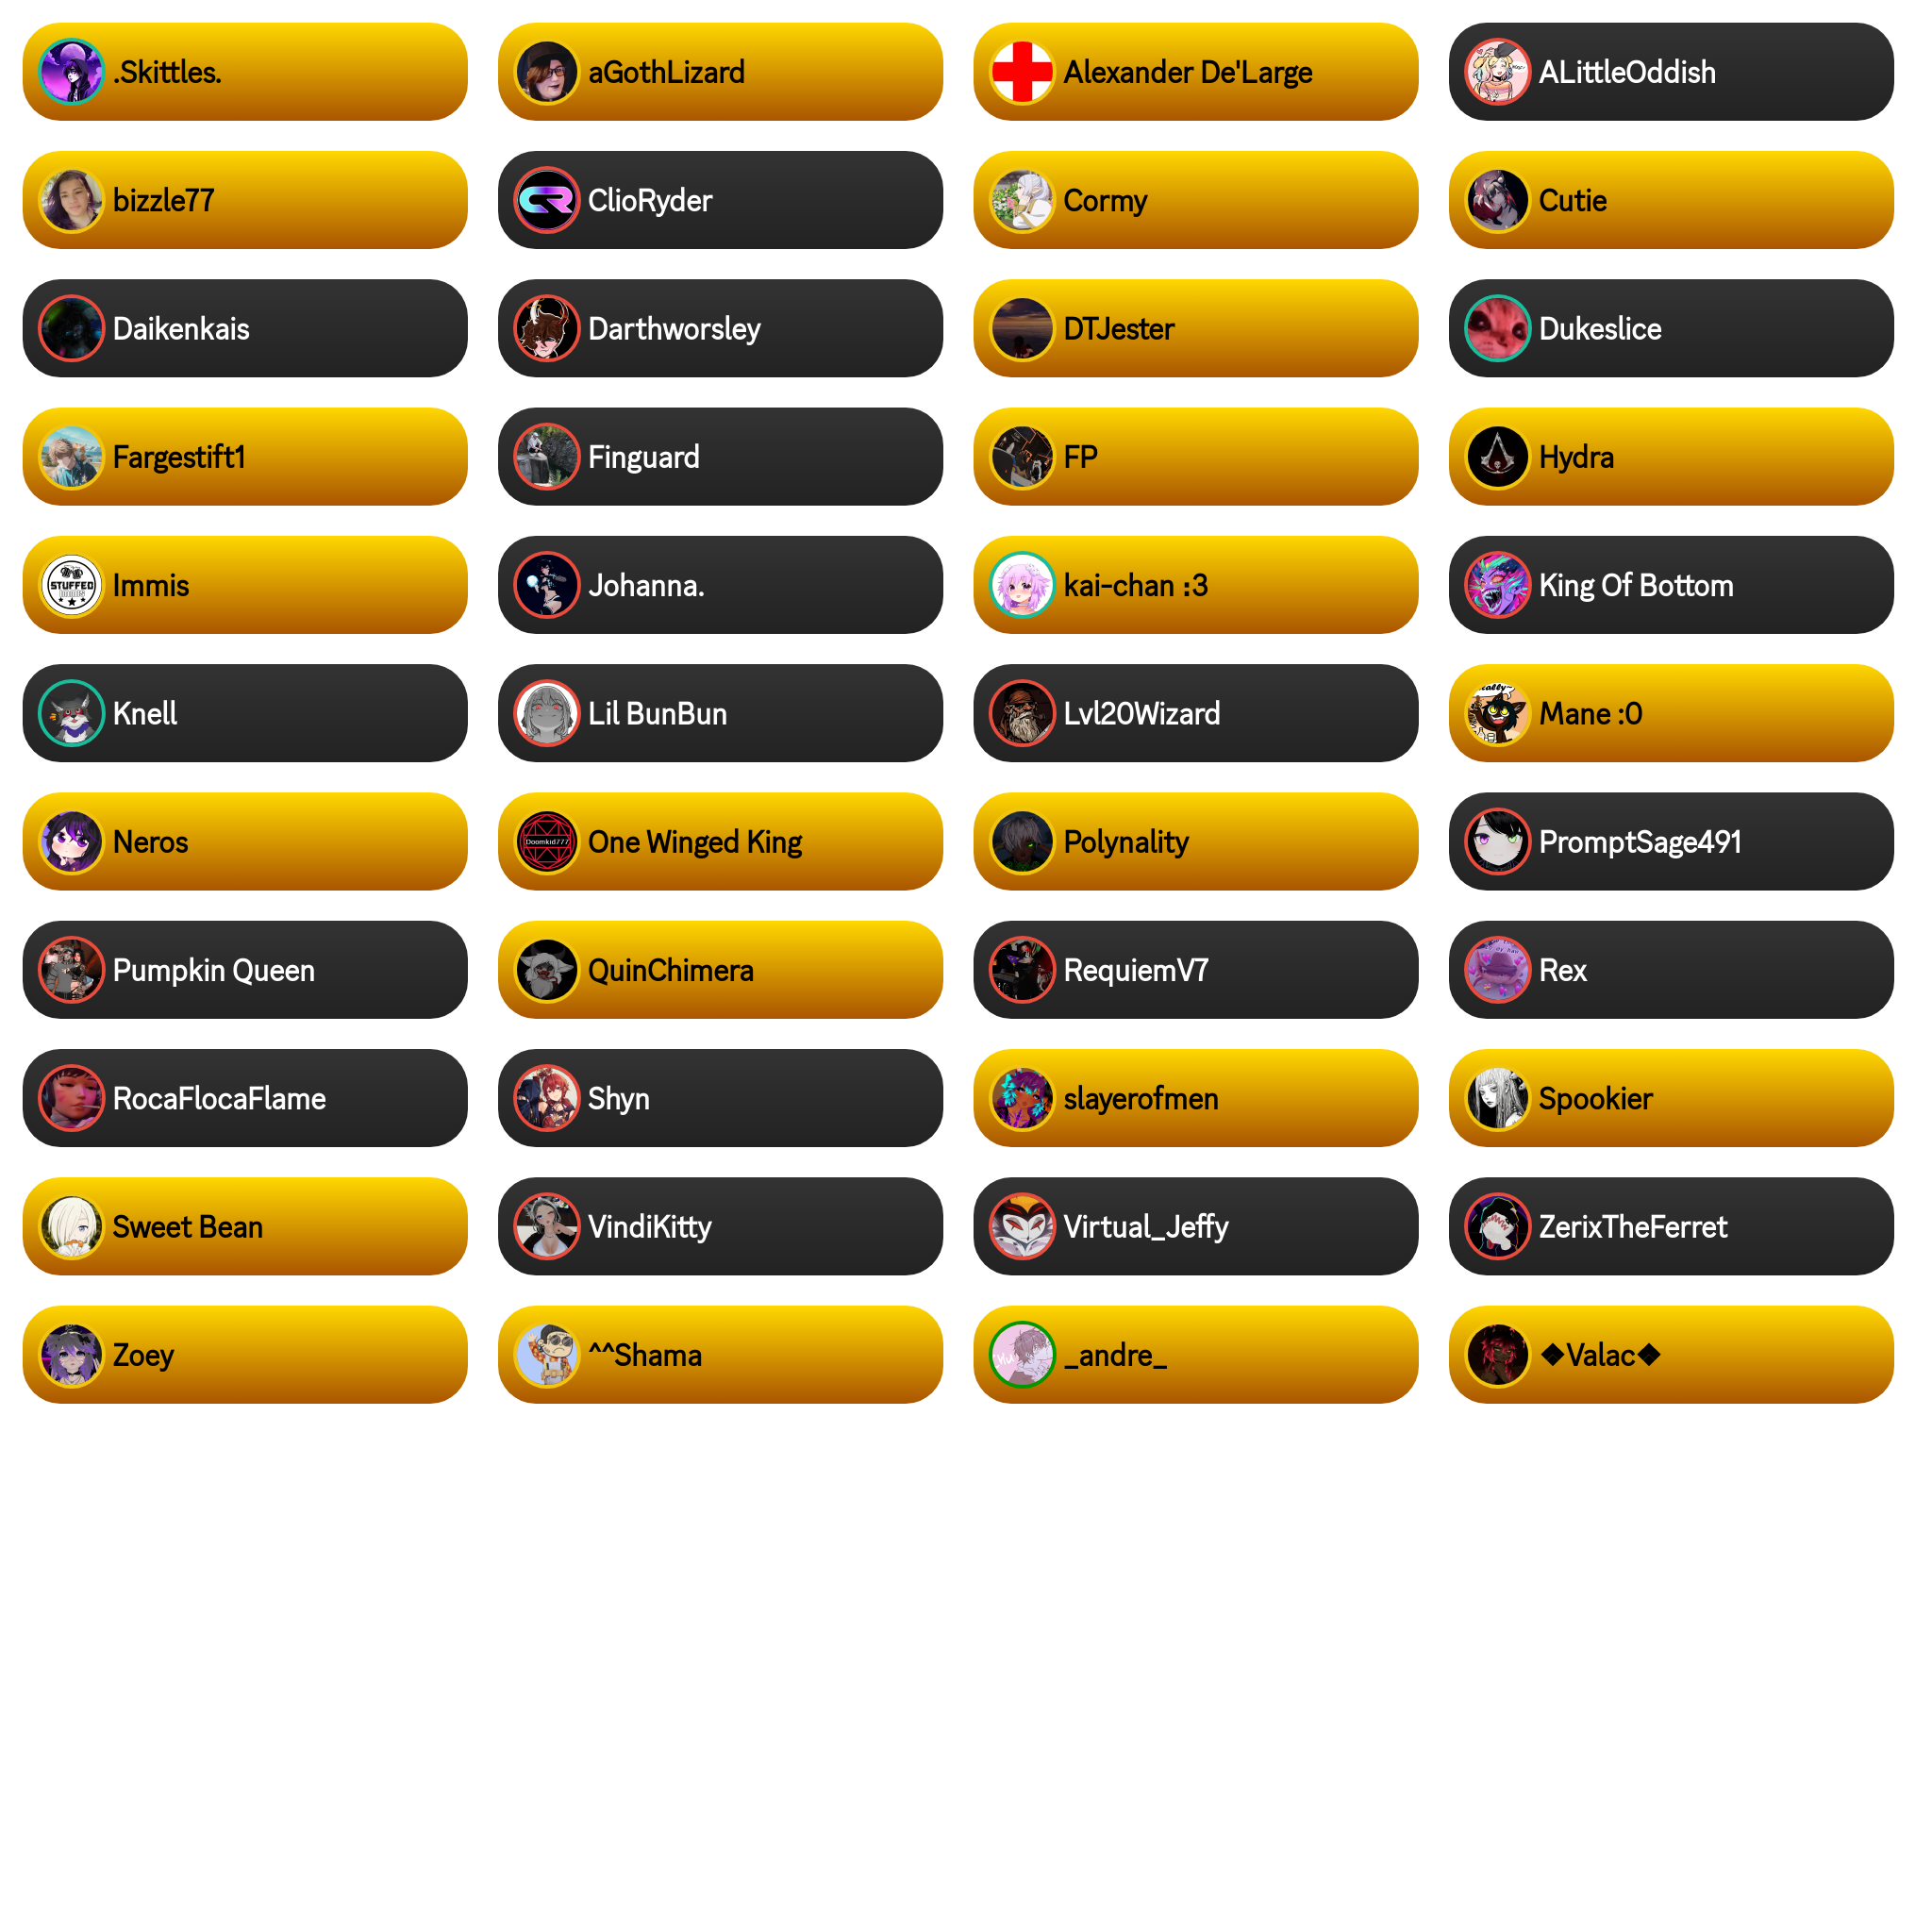 .Skittles.
aGothLizard
Alexander De'Large
ALittleOddish
bizzle77
ClioRyder
Cormy
Cutie
Daikenkais
Darthworsley
DTJester
Dukeslice
Fargestift1
Finguard
FP
Hydra
STUFFED
Immis
Johanna.
kai-chan :3
King Of Bottom
Knell
Lil BunBun
Lvl20Wizard
Mane :0
Neros
Doomkid777
One Winged King
Polynality
PromptSage491
Pumpkin Queen
QuinChimera
RequiemV7
Rex
RocaFlocaFlame
Shyn
slayerofmen
Spookier
Sweet Bean
VindiKitty
Virtual_Jeffy
ZerixTheFerret
Zoey
^^Shama
_andre_
◆Valac◆